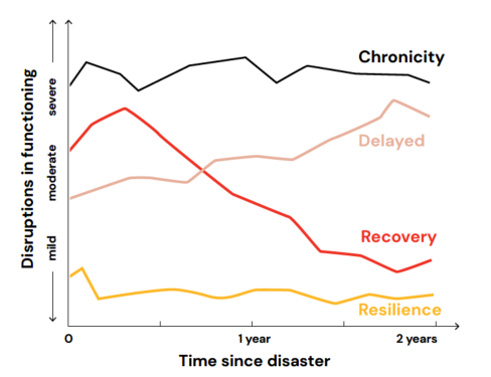 Chronicity
Delayed
Recovery
Resilience
Disruptions in functioning
severe
moderate
mild
0
1 year
2 years
Time since disaster